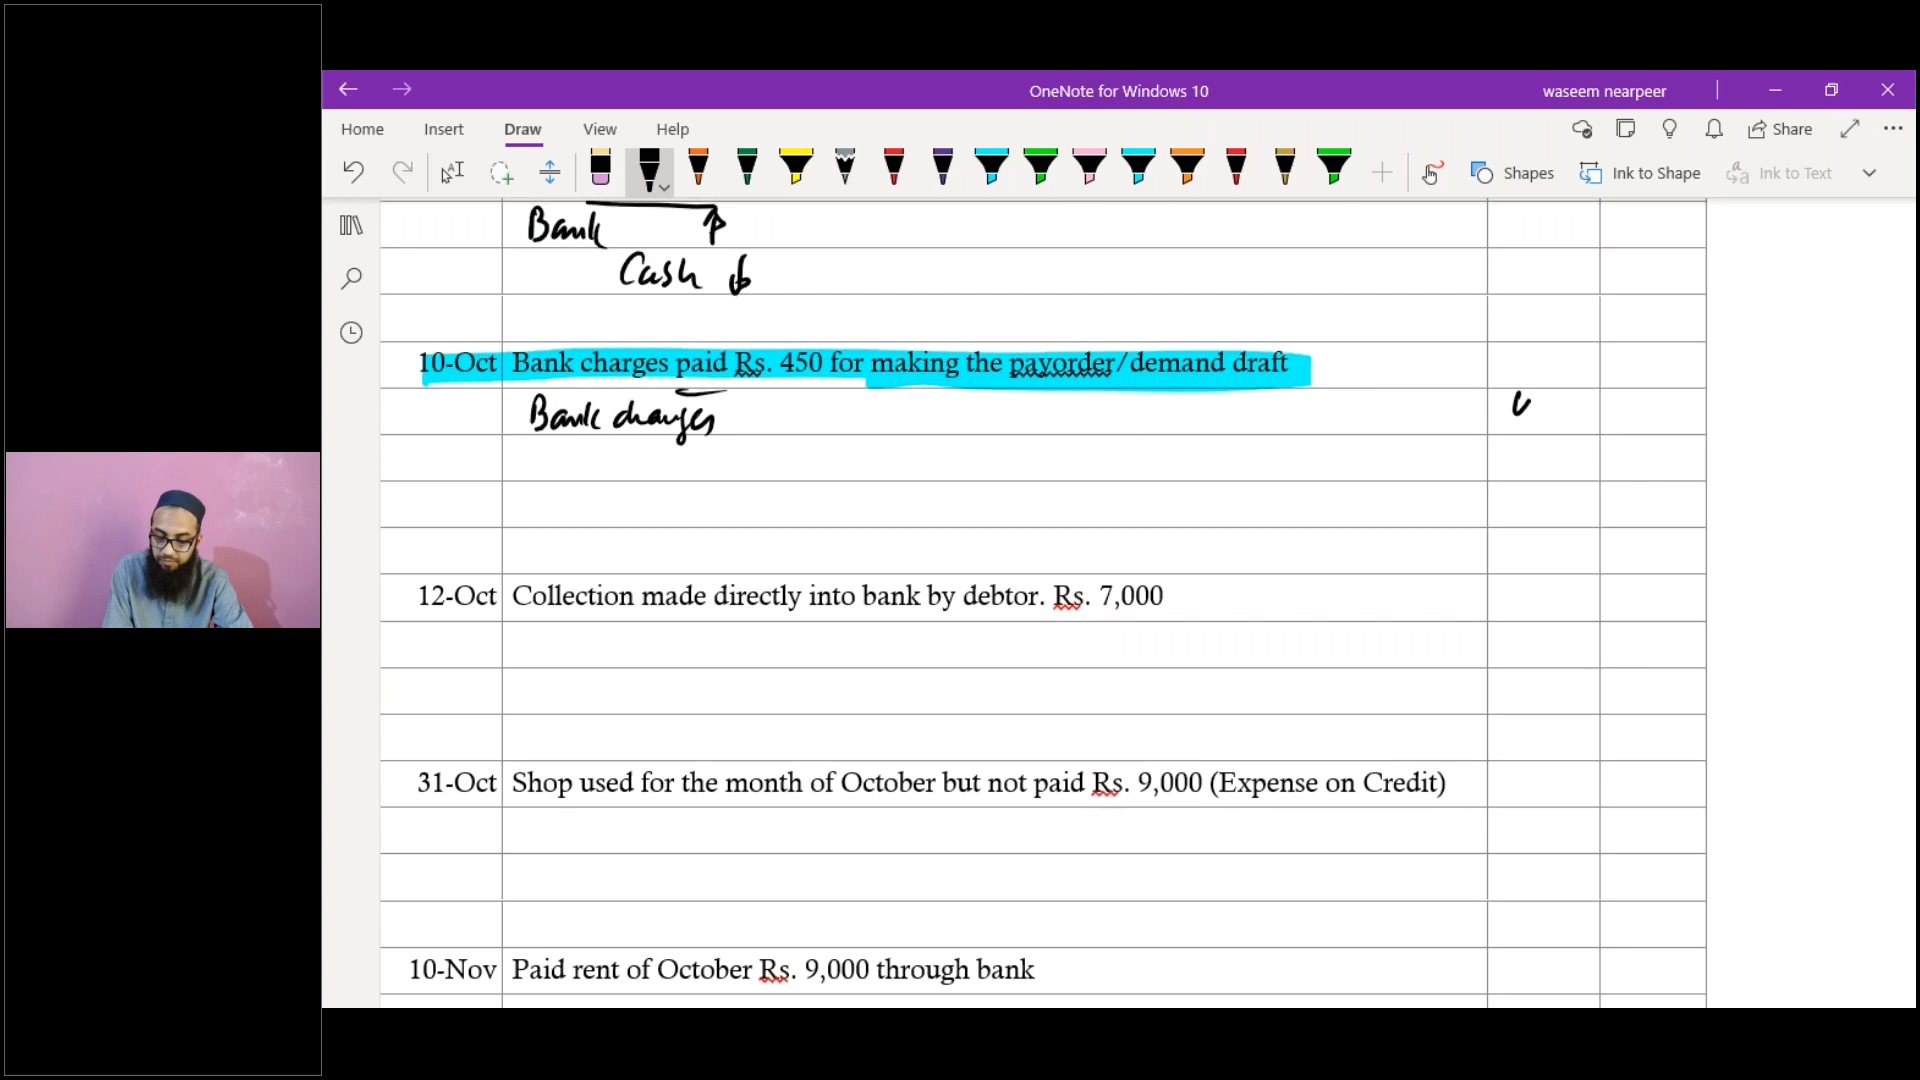 OneNote for Windows 10 waseem nearpeer
Home Insert Draw View Help Share
Shapes Ink to Shape Ink to Text
Bank
Cash
10-Oct Bank charges paid Rs. 450 for making the payorder/demand draft
Bank charges
12-Oct Collection made directly into bank by debtor. Rs. 7,000
31-Oct Shop used for the month of October but not paid Rs. 9,000 (Expense on Credit)
10-Nov Paid rent of October Rs. 9,000 through bank